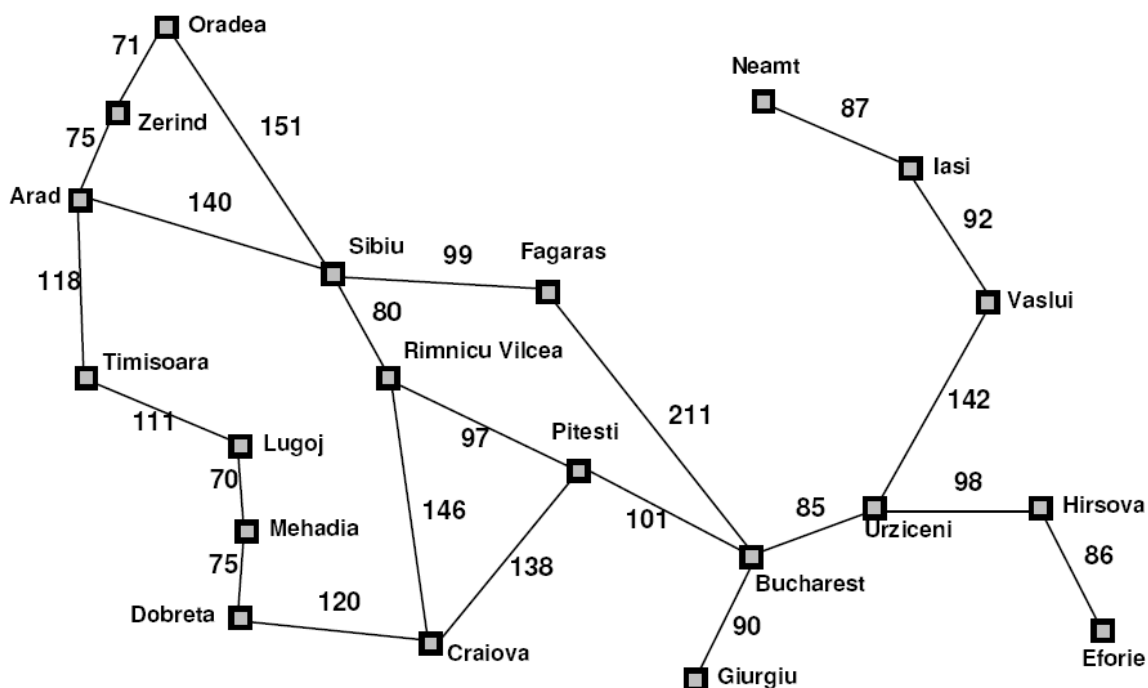 Oradea
71
Neamt
87
Zerind
75
151
Iasi
Arad
140
92
Sibiu
99
Fagaras
118
80
Vaslui
Rimnicu Vilcea
Timisoara
142
111
211
Pitesti
97
Lugoj
70
98
85
146
101
Hirsova
Mehadia
Urziceni
75
138
86
Bucharest
120
Dobreta
90
Craiova
Eforie
Giurgiu